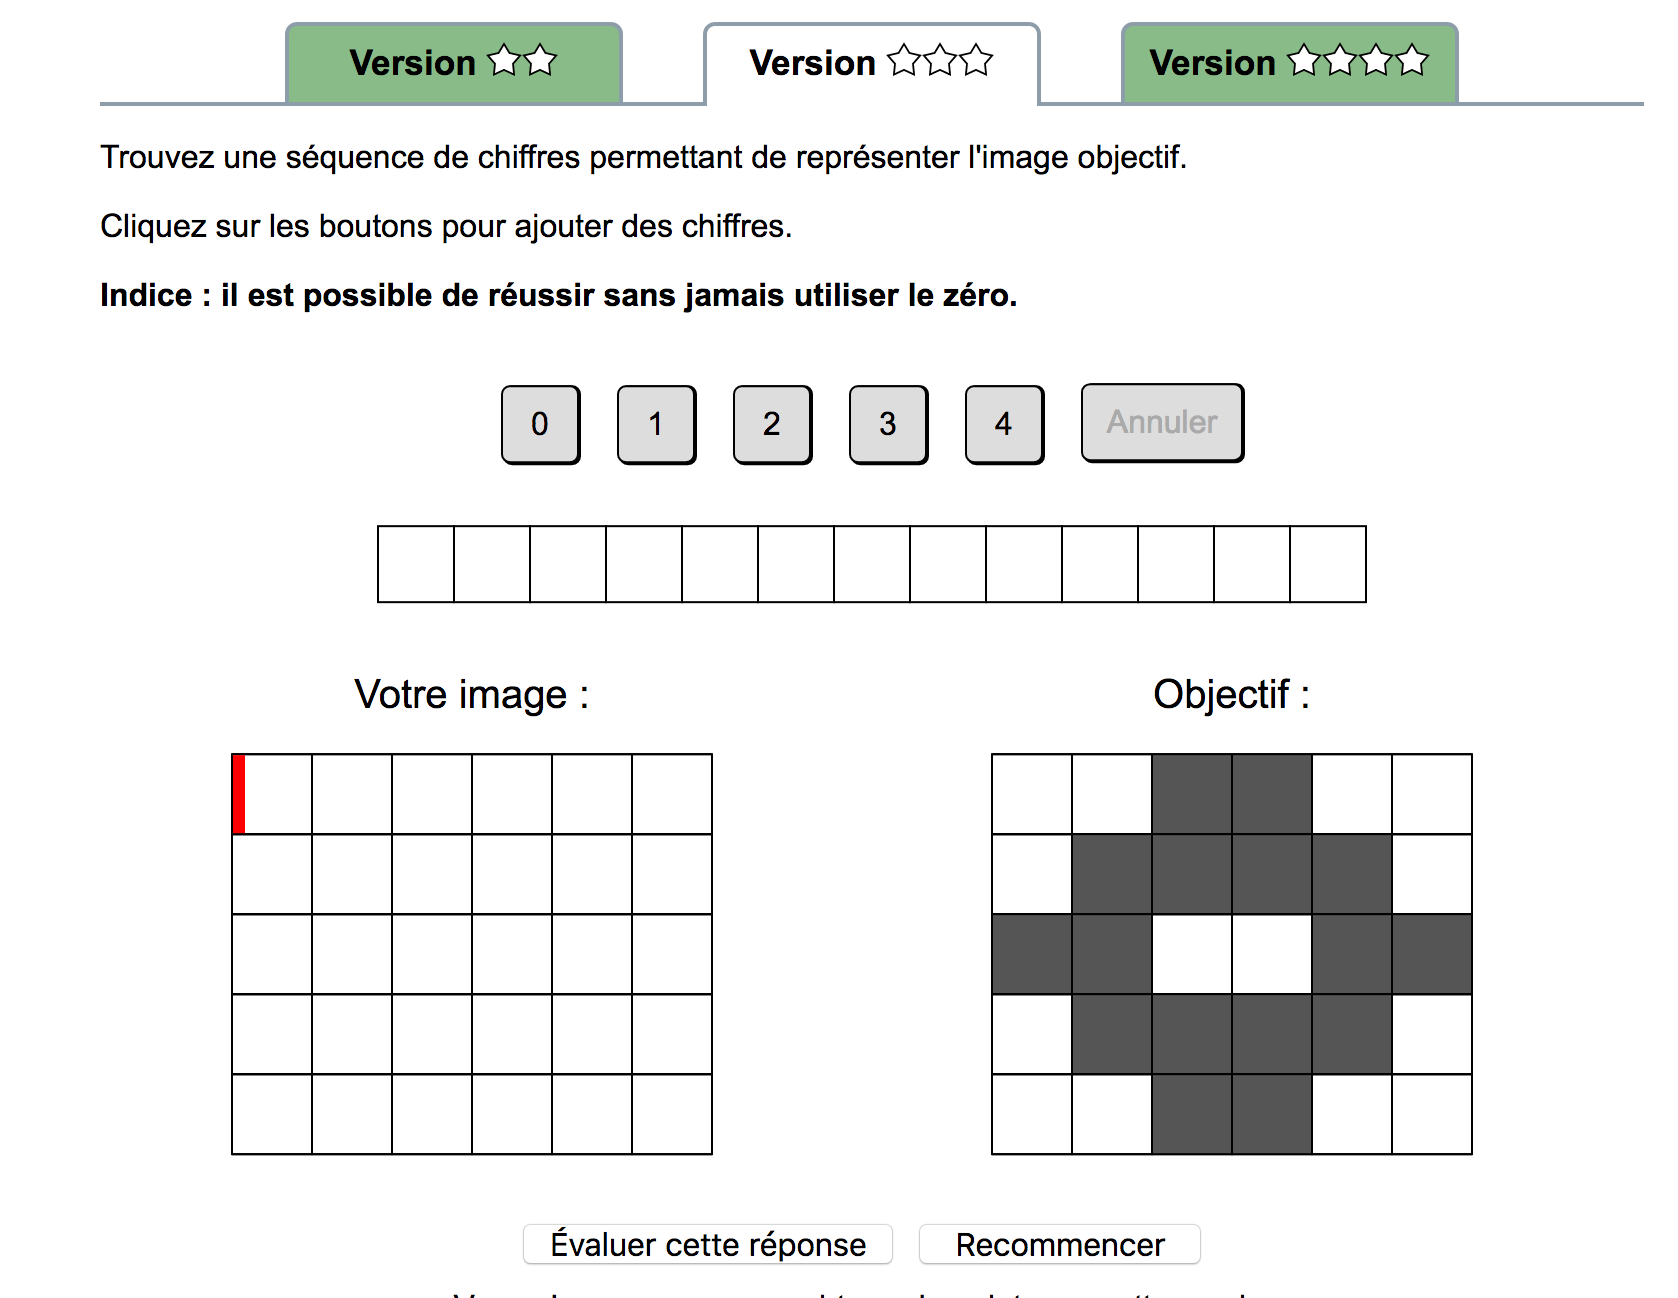 Version ☆☆ Version ☆☆☆ Version ☆☆☆☆
Trouvez une séquence de chiffres permettant de représenter l'image objectif.
Cliquez sur les boutons pour ajouter des chiffres.
Indice : il est possible de réussir sans jamais utiliser le zéro.
0 1 2 3 4 Annuler
Votre image : Objectif :
Évaluer cette réponse Recommencer